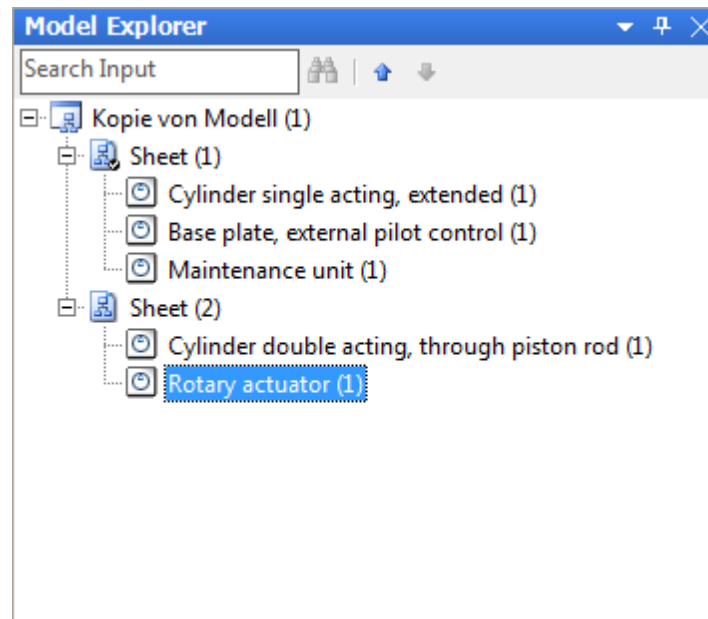 Model Explorer
Search Input
Kopie von Modell (1)
Sheet (1)
Cylinder single acting, extended (1)
Base plate, external pilot control (1)
Maintenance unit (1)
Sheet (2)
Cylinder double acting, through piston rod (1)
Rotary actuator (1)